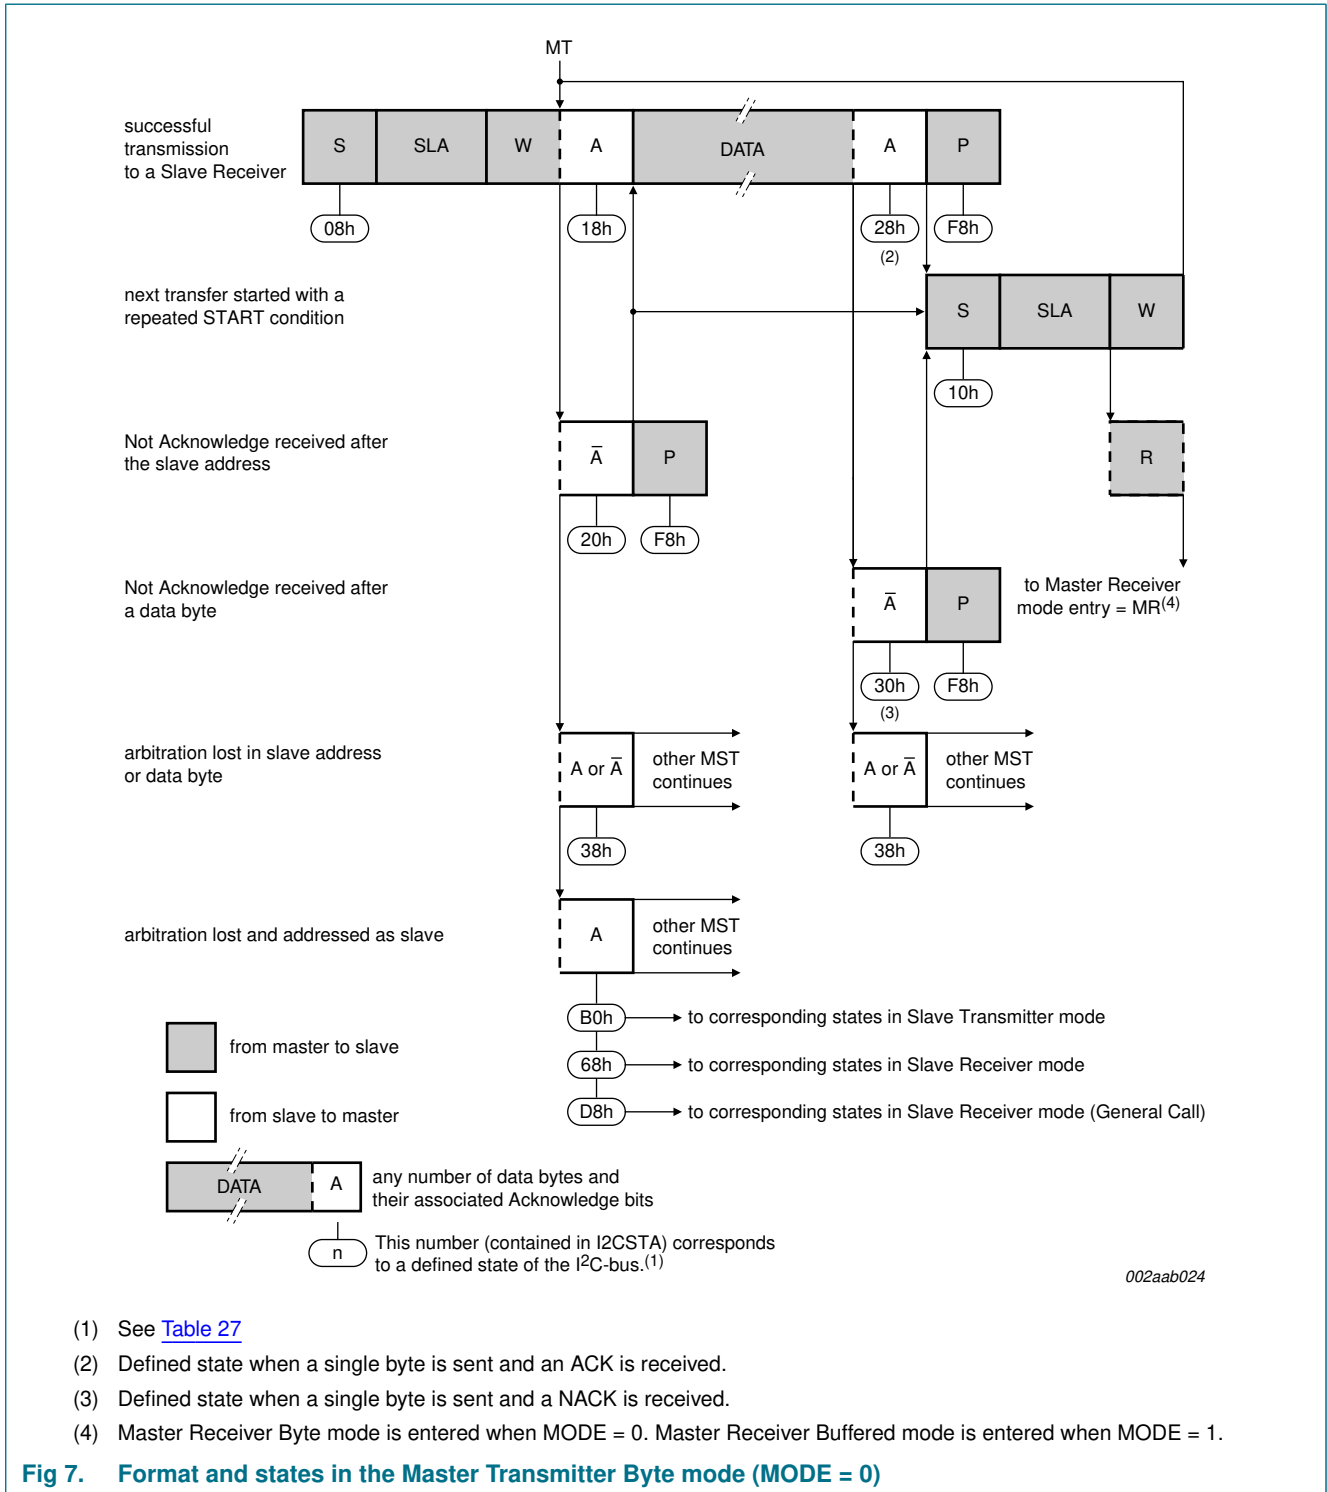 MT
successful
transmission
to a Slave Receiver
S SLA W A DATA A P
08h 18h 28h F8h
(2)
next transfer started with a
repeated START condition
S SLA W
10h
Not Acknowledge received after
the slave address
A̅ P R
20h F8h
Not Acknowledge received after
a data byte
A̅ P
to Master Receiver
mode entry = MR(4)
30h F8h
(3)
arbitration lost in slave address
or data byte
A or A̅ other MST
continues
A or A̅ other MST
continues
38h 38h
arbitration lost and addressed as slave
A other MST
continues
B0h to corresponding states in Slave Transmitter mode
from master to slave
68h to corresponding states in Slave Receiver mode
from slave to master
D8h to corresponding states in Slave Receiver mode (General Call)
DATA A any number of data bytes and
their associated Acknowledge bits
n This number (contained in I2CSTA) corresponds
to a defined state of the I²C-bus.(1)
002aab024
(1) See Table 27
(2) Defined state when a single byte is sent and an ACK is received.
(3) Defined state when a single byte is sent and a NACK is received.
(4) Master Receiver Byte mode is entered when MODE = 0. Master Receiver Buffered mode is entered when MODE = 1.
Fig 7. Format and states in the Master Transmitter Byte mode (MODE = 0)